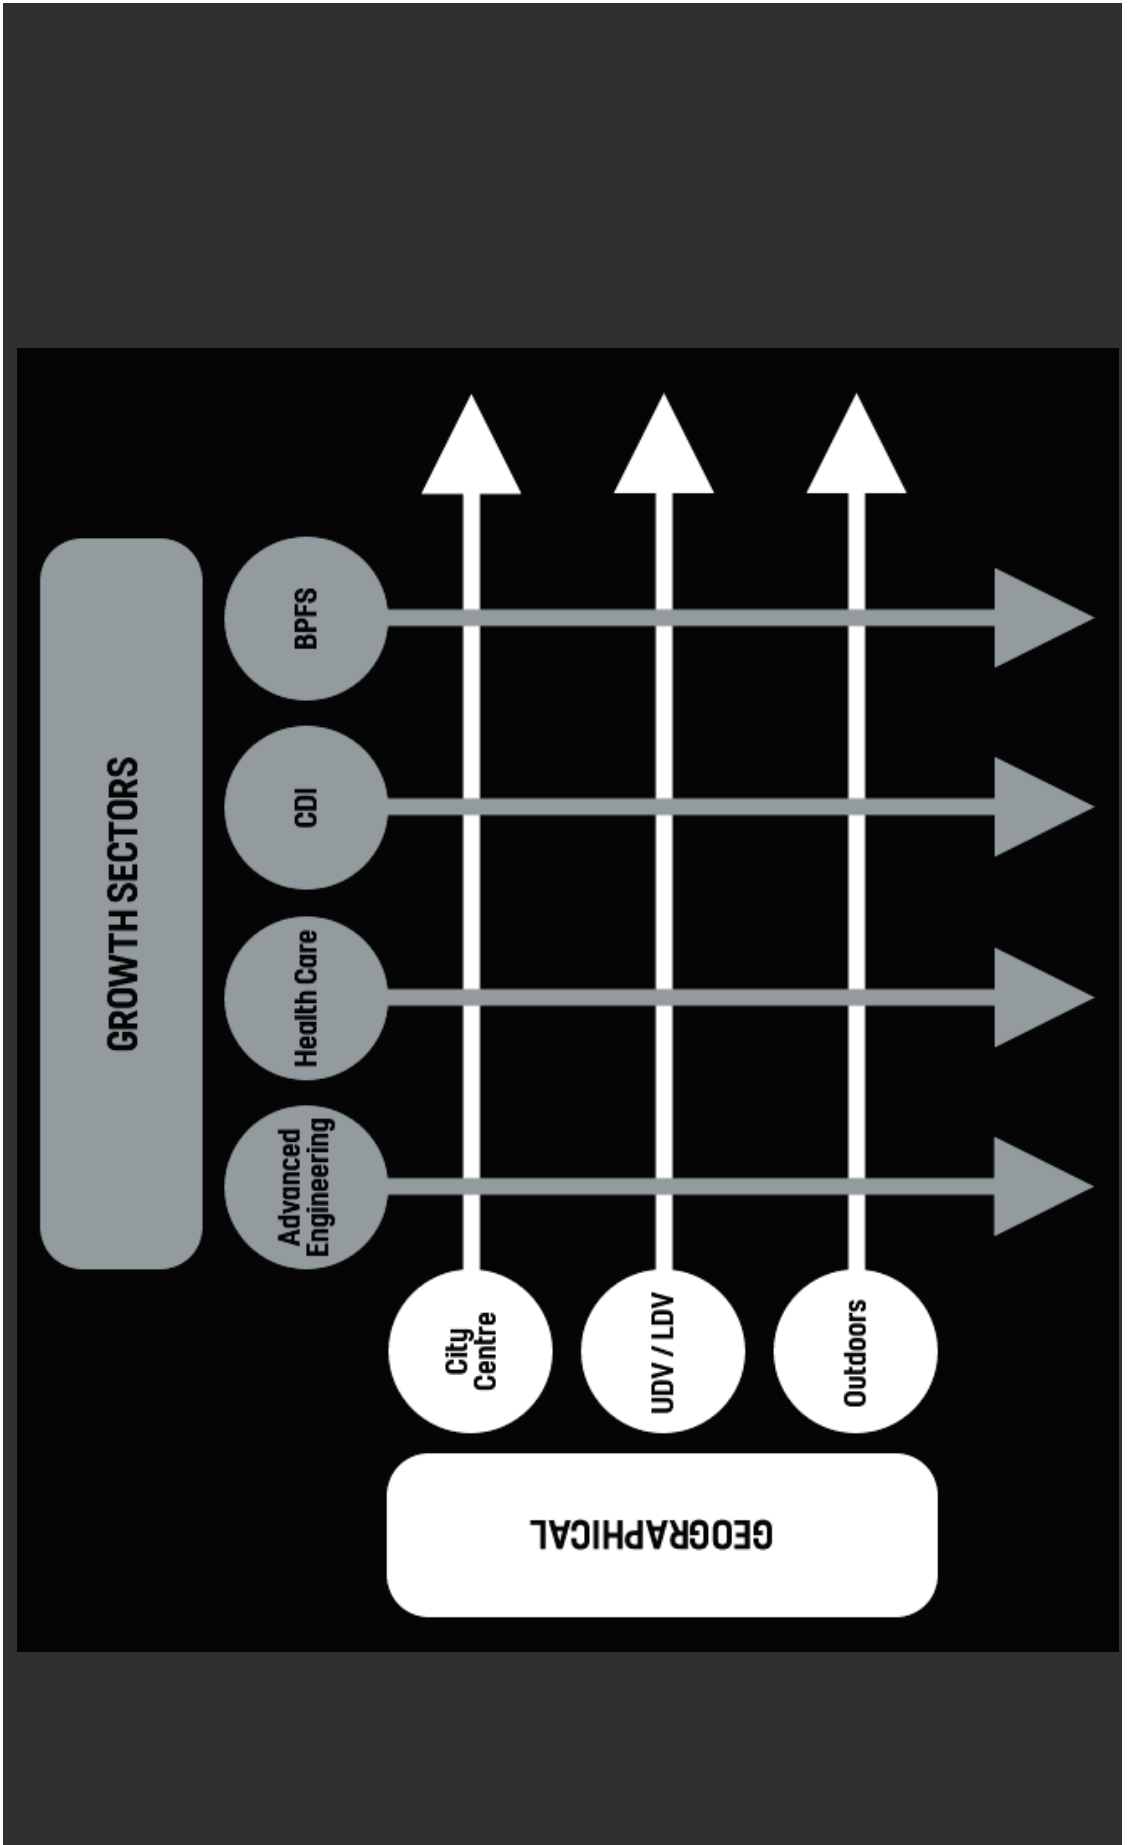 GROWTH SECTORS
Advanced
Engineering
Health Care
CDI
BPFS
GEOGRAPHICAL
City
Centre
UDV / LDV
Outdoors